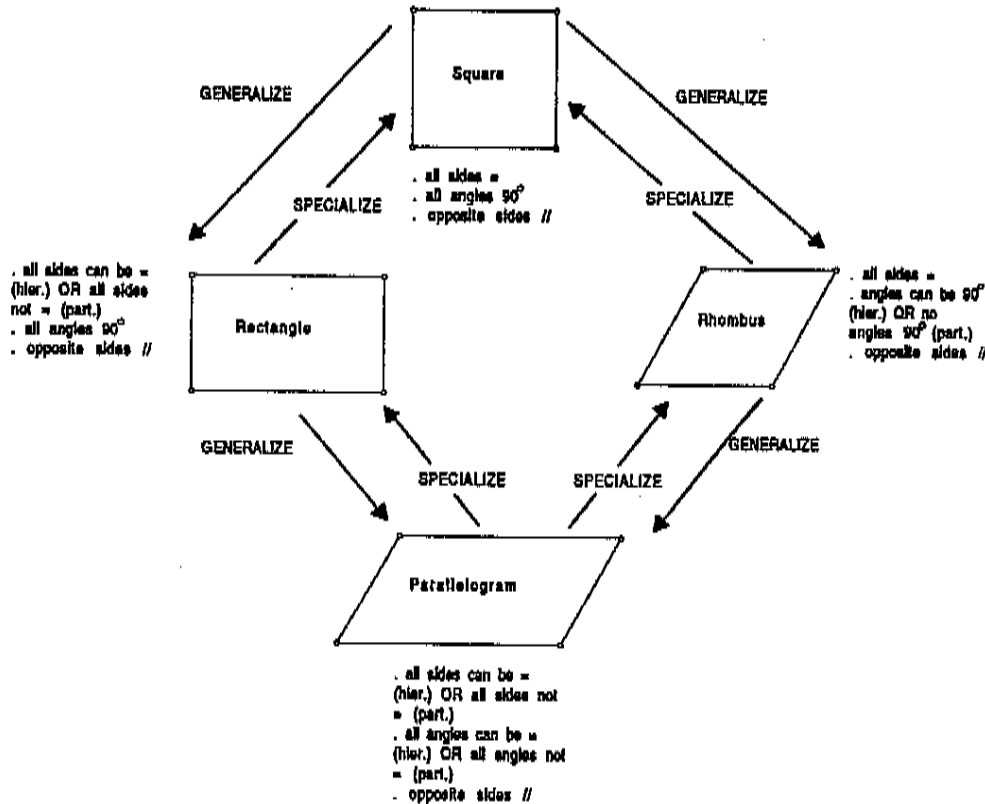 Square
GENERALIZE
GENERALIZE
. all sides =
. all angles 90°
. opposite sides //
SPECIALIZE
SPECIALIZE
. all sides can be =
(hier.) OR all sides
not = (part.)
. all angles 90°
. opposite sides //
Rectangle
Rhombus
. all sides =
. angles can be 90°
(hier.) OR no
angles 90° (part.)
. opposite sides //
GENERALIZE
GENERALIZE
SPECIALIZE
SPECIALIZE
Parallelogram
. all sides can be =
(hier.) OR all sides not
= (part.)
. all angles can be =
(hier.) OR all angles not
= (part.)
. opposite sides //